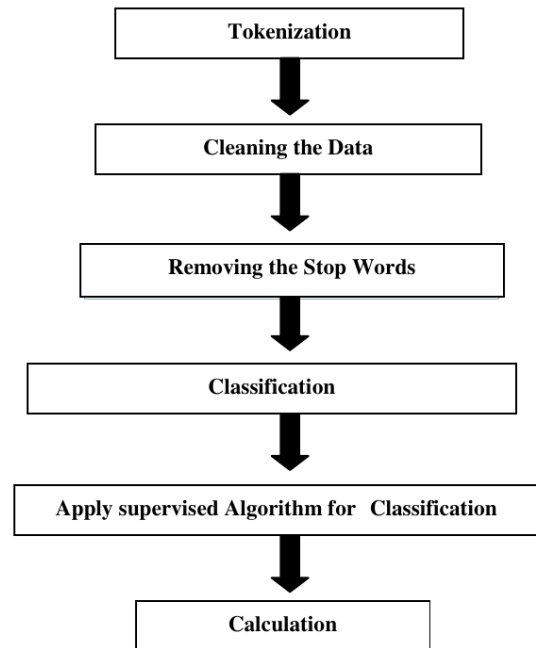 Tokenization
Cleaning the Data
Removing the Stop Words
Classification
Apply supervised Algorithm for Classification
Calculation